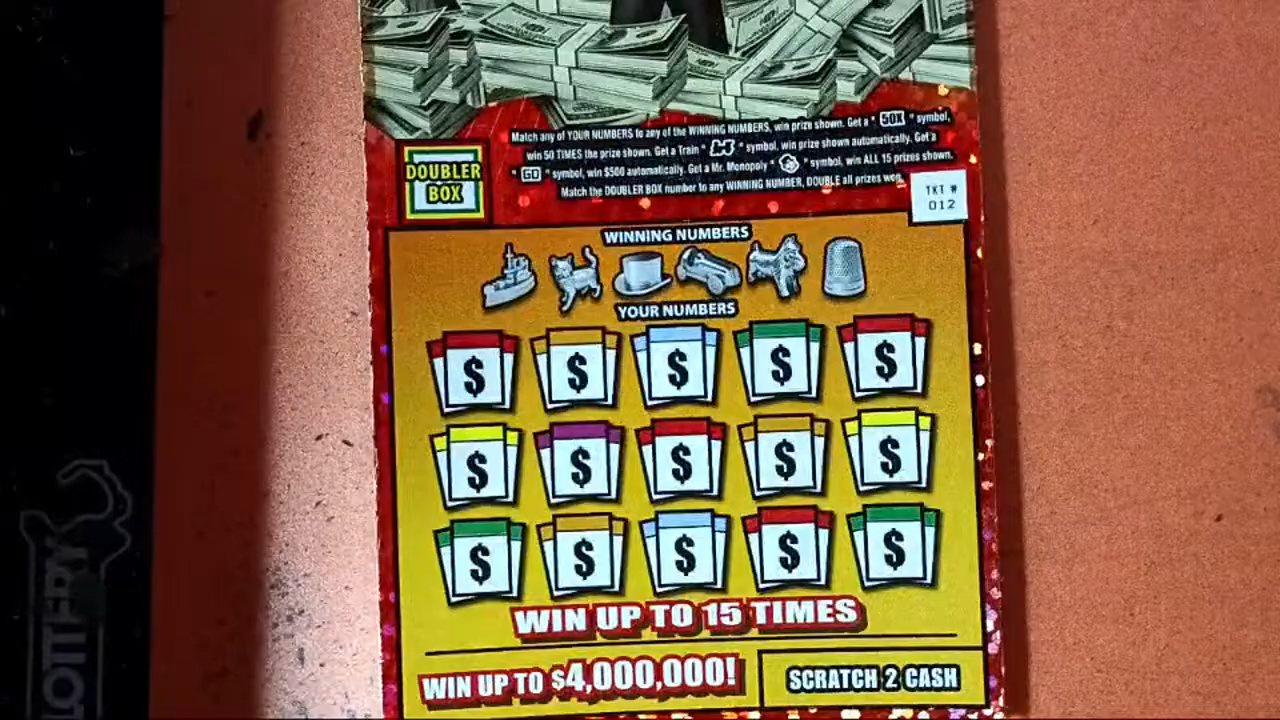 Match any of YOUR NUMBERS to any of the WINNING NUMBERS, win prize shown. Get a " 50X " symbol,
win 50 TIMES the prize shown. Get a Train " " symbol, win prize shown automatically. Get a
" GO " symbol, win $500 automatically. Get a Mr. Monopoly " " symbol, win ALL 15 prizes shown.
Match the DOUBLER BOX number to any WINNING NUMBER, DOUBLE all prizes won.
DOUBLER
BOX
TKT #
012
WINNING NUMBERS
YOUR NUMBERS
$ $ $ $ $
$ $ $ $ $
$ $ $ $ $
WIN UP TO 15 TIMES
WIN UP TO $4,000,000!
SCRATCH 2 CASH
LOTTERY